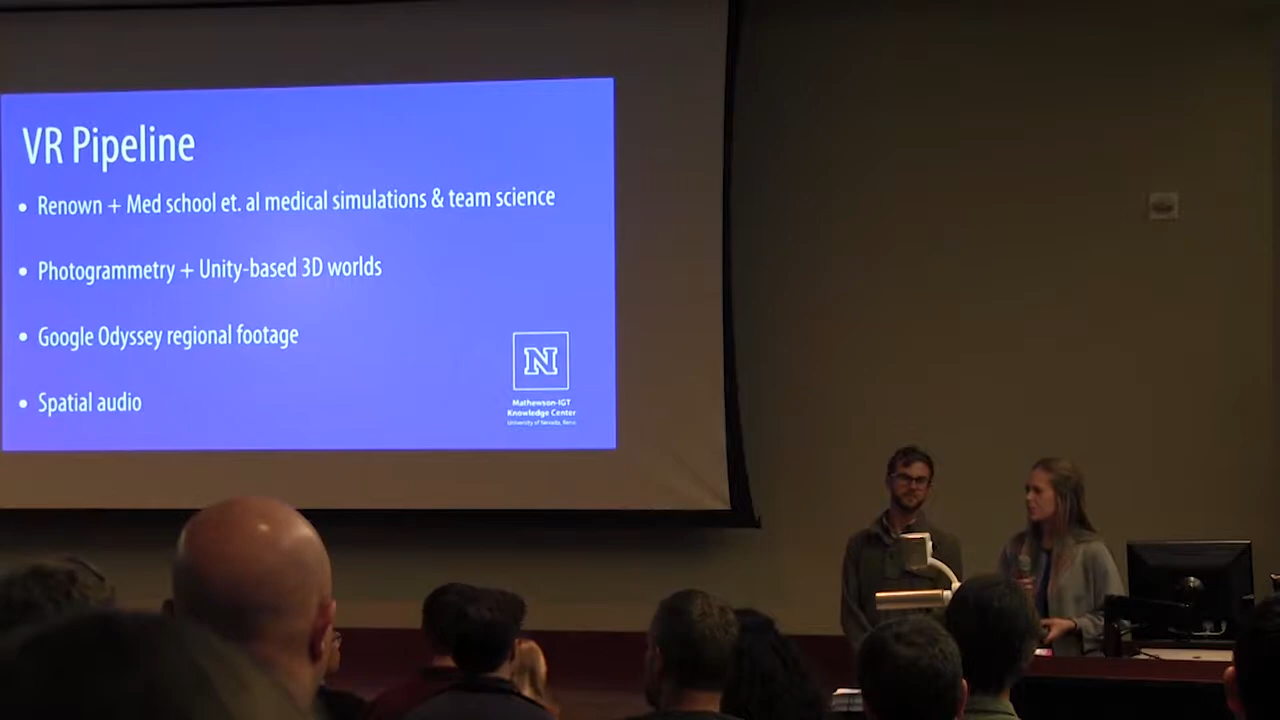 VR Pipeline
• Renown + Med school et. al medical simulations & team science
• Photogrammetry + Unity-based 3D worlds
• Google Odyssey regional footage
• Spatial audio
N
Mathewson-IGT
Knowledge Center
University of Nevada, Reno